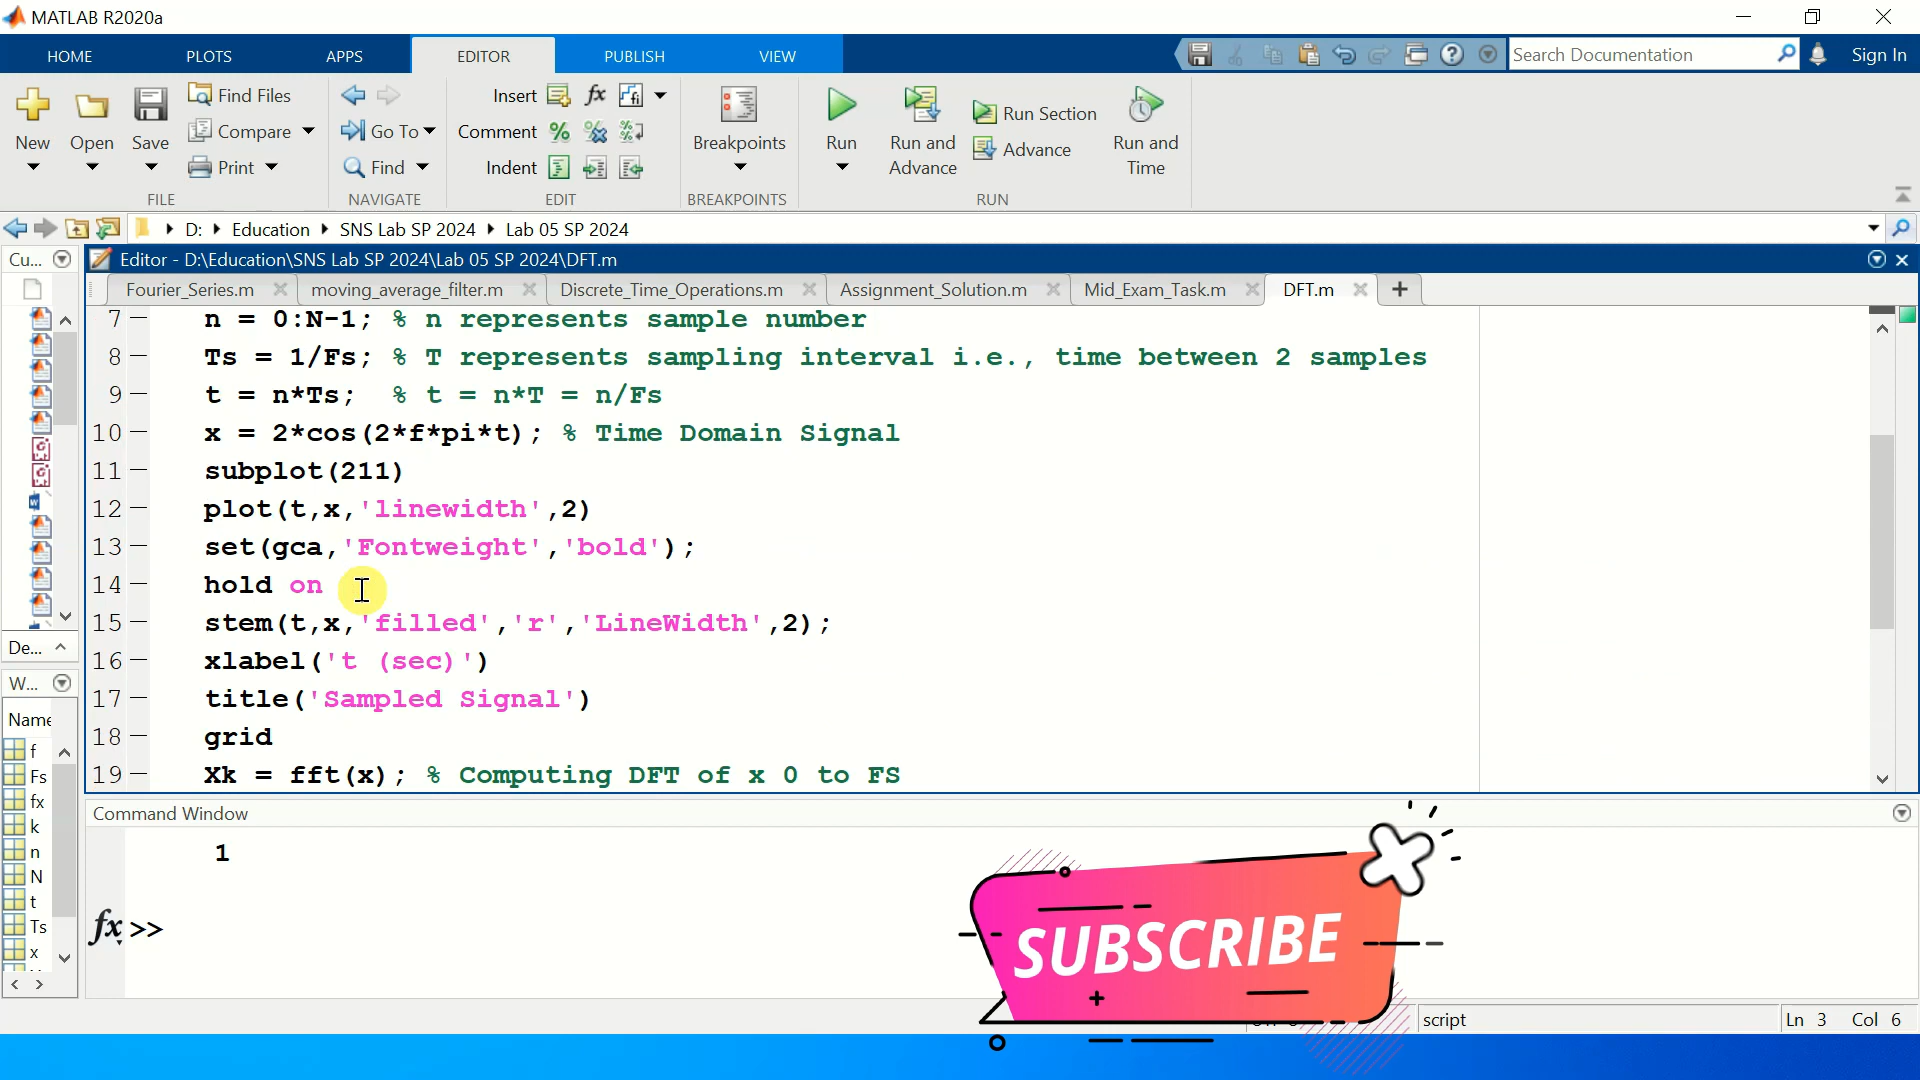 MATLAB R2020a
HOME PLOTS APPS EDITOR PUBLISH VIEW Search Documentation Sign In
New Open Save Find Files Compare Print
Go To Find
Insert fx Comment Indent
Breakpoints
Run Run and Advance Run Section Advance Run and Time
FILE NAVIGATE EDIT BREAKPOINTS RUN
D: Education SNS Lab SP 2024 Lab 05 SP 2024
Cu...
Editor - D:\Education\SNS Lab SP 2024\Lab 05 SP 2024\DFT.m
Fourier_Series.m moving_average_filter.m Discrete_Time_Operations.m Assignment_Solution.m Mid_Exam_Task.m DFT.m
7 n = 0:N-1; % n represents sample number
8 Ts = 1/Fs; % T represents sampling interval i.e., time between 2 samples
9 t = n*Ts; % t = n*T = n/Fs
10 x = 2*cos(2*f*pi*t); % Time Domain Signal
11 subplot(211)
12 plot(t,x,'linewidth',2)
13 set(gca,'Fontweight','bold');
14 hold on
15 stem(t,x,'filled','r','LineWidth',2);
16 xlabel('t (sec)')
17 title('Sampled Signal')
18 grid
19 Xk = fft(x); % Computing DFT of x 0 to FS
De...
W...
Name
f
Fs
fx
k
n
N
t
Ts
x
Command Window
1
fx >>
SUBSCRIBE
script Ln 3 Col 6